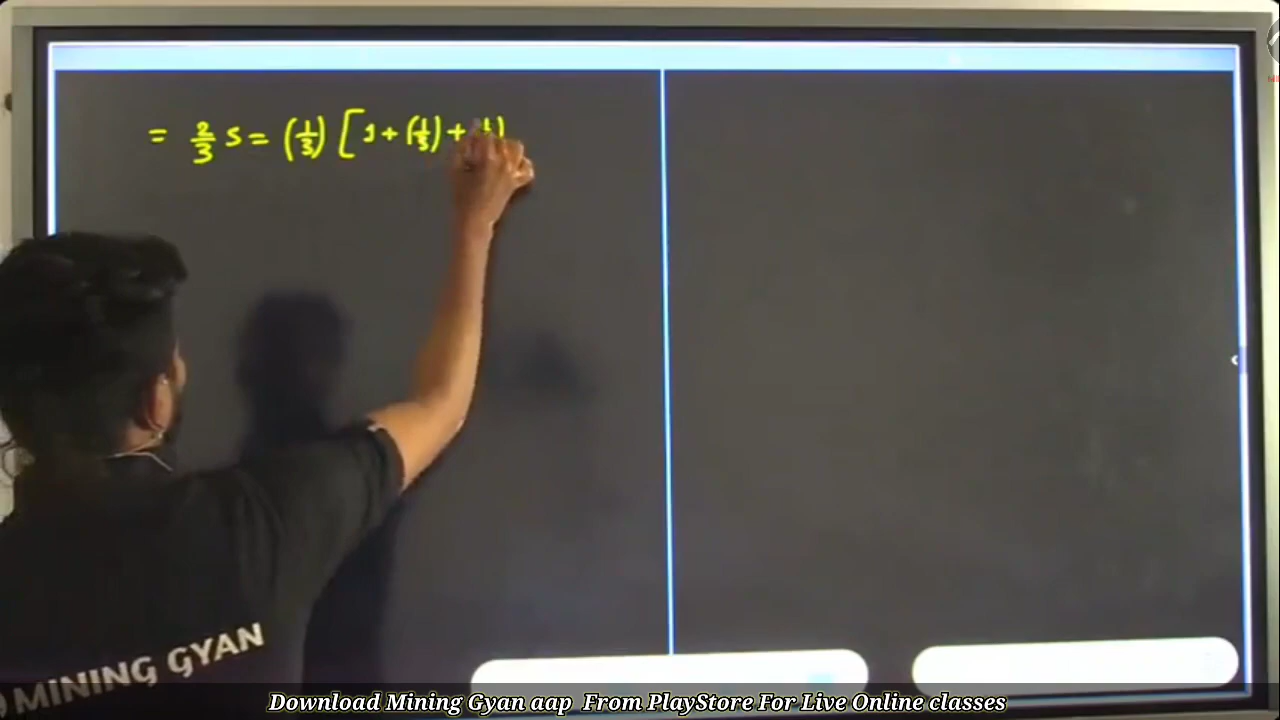 = 2/3 s = (1/3) [ 1 + (1/3) +
MINING GYAN
Download Mining Gyan aap From PlayStore For Live Online classes